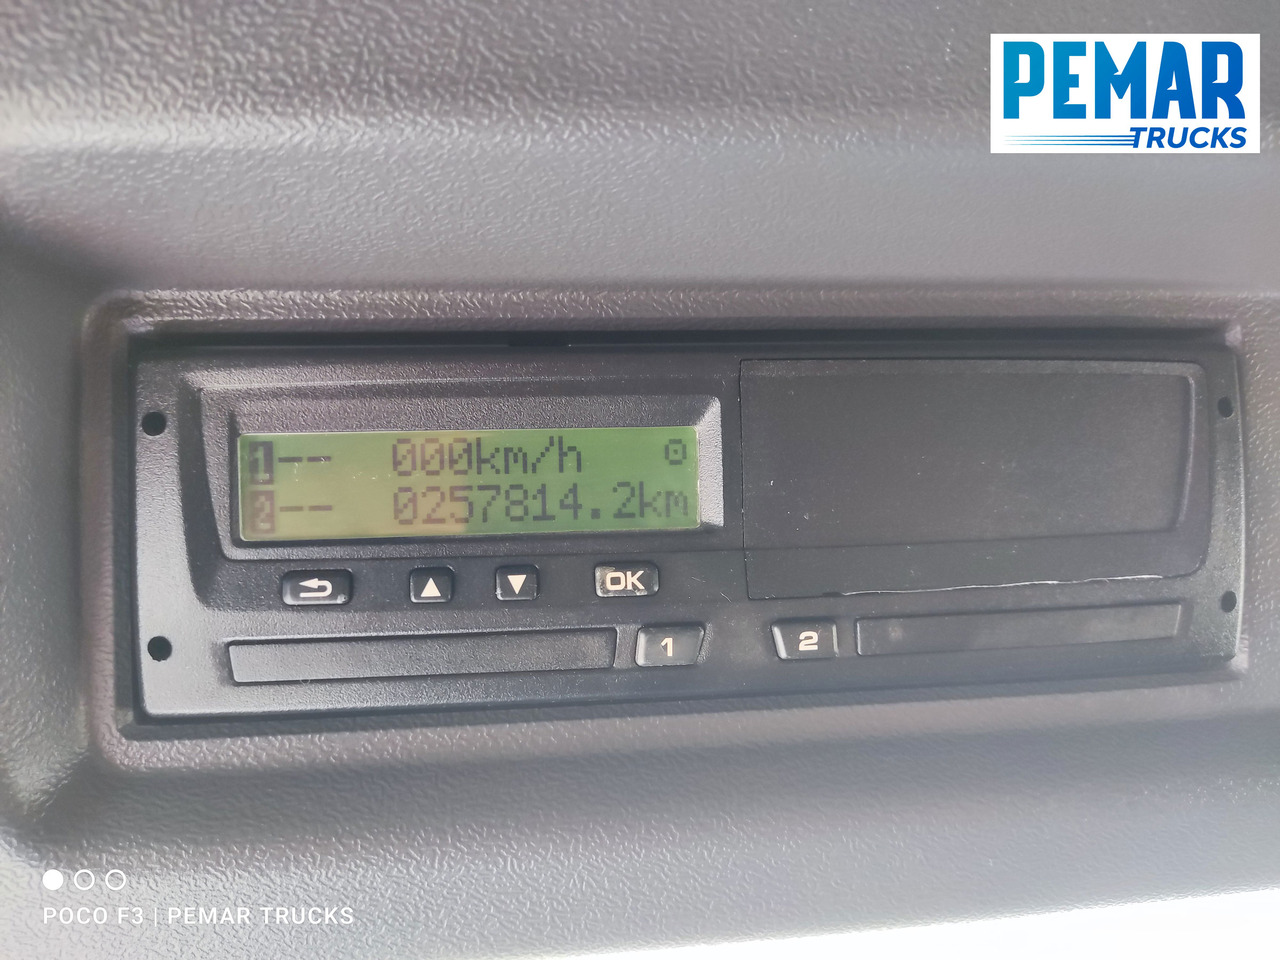 PEMAR
TRUCKS
1-- 000km/h
2-- 0257814.2km
OK
1
2
POCO F3 | PEMAR TRUCKS